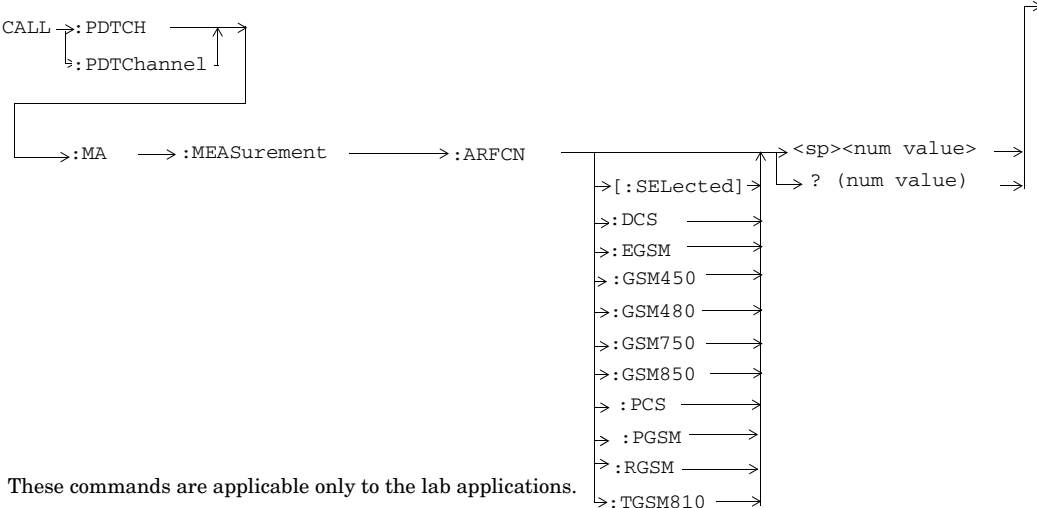 CALL :PDTCH
:PDTChannel
:MA :MEASurement :ARFCN <sp><num value>
? (num value)
[:SELected]
:DCS
:EGSM
:GSM450
:GSM480
:GSM750
:GSM850
:PCS
:PGSM
:RGSM
These commands are applicable only to the lab applications.
:TGSM810